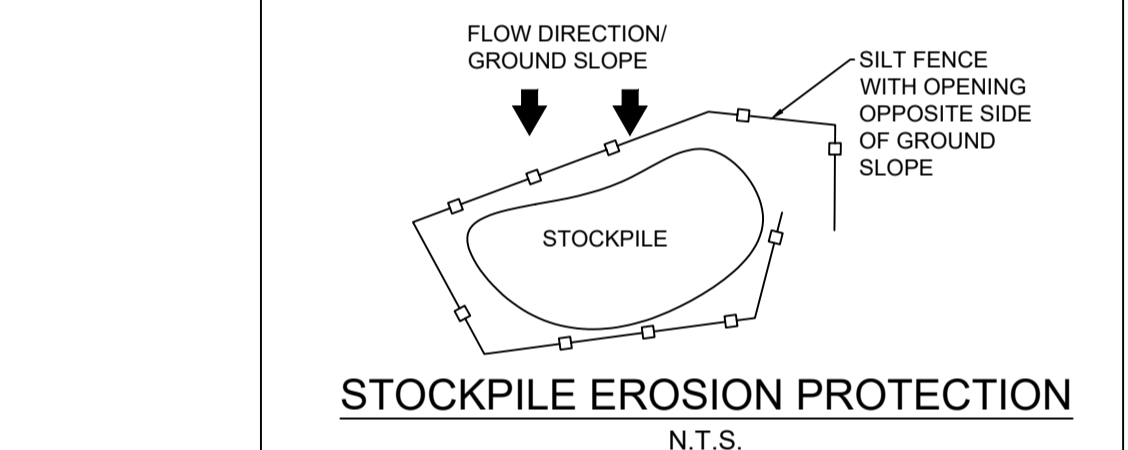 FLOW DIRECTION/
GROUND SLOPE
SILT FENCE
WITH OPENING
OPPOSITE SIDE
OF GROUND
SLOPE
STOCKPILE
STOCKPILE EROSION PROTECTION
N.T.S.